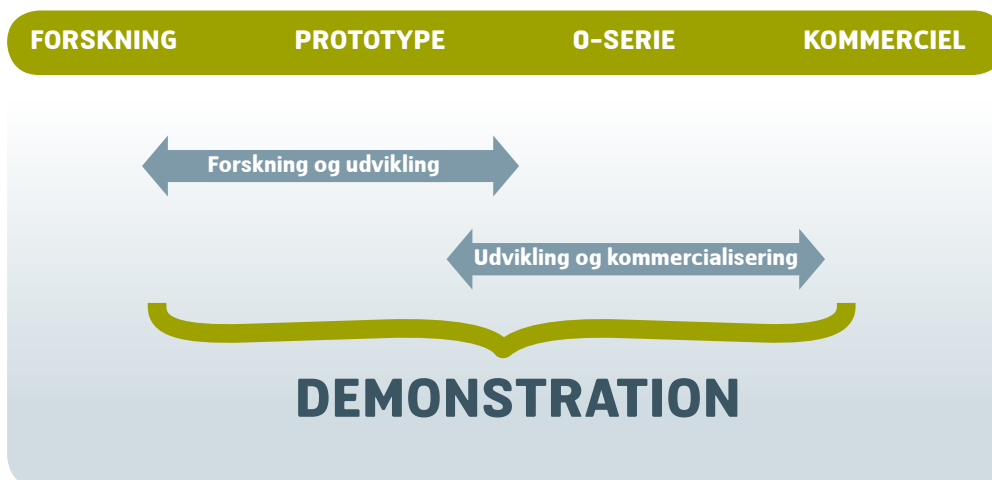 FORSKNING PROTOTYPE 0-SERIE KOMMERCIEL
Forskning og udvikling
Udvikling og kommercialisering
DEMONSTRATION